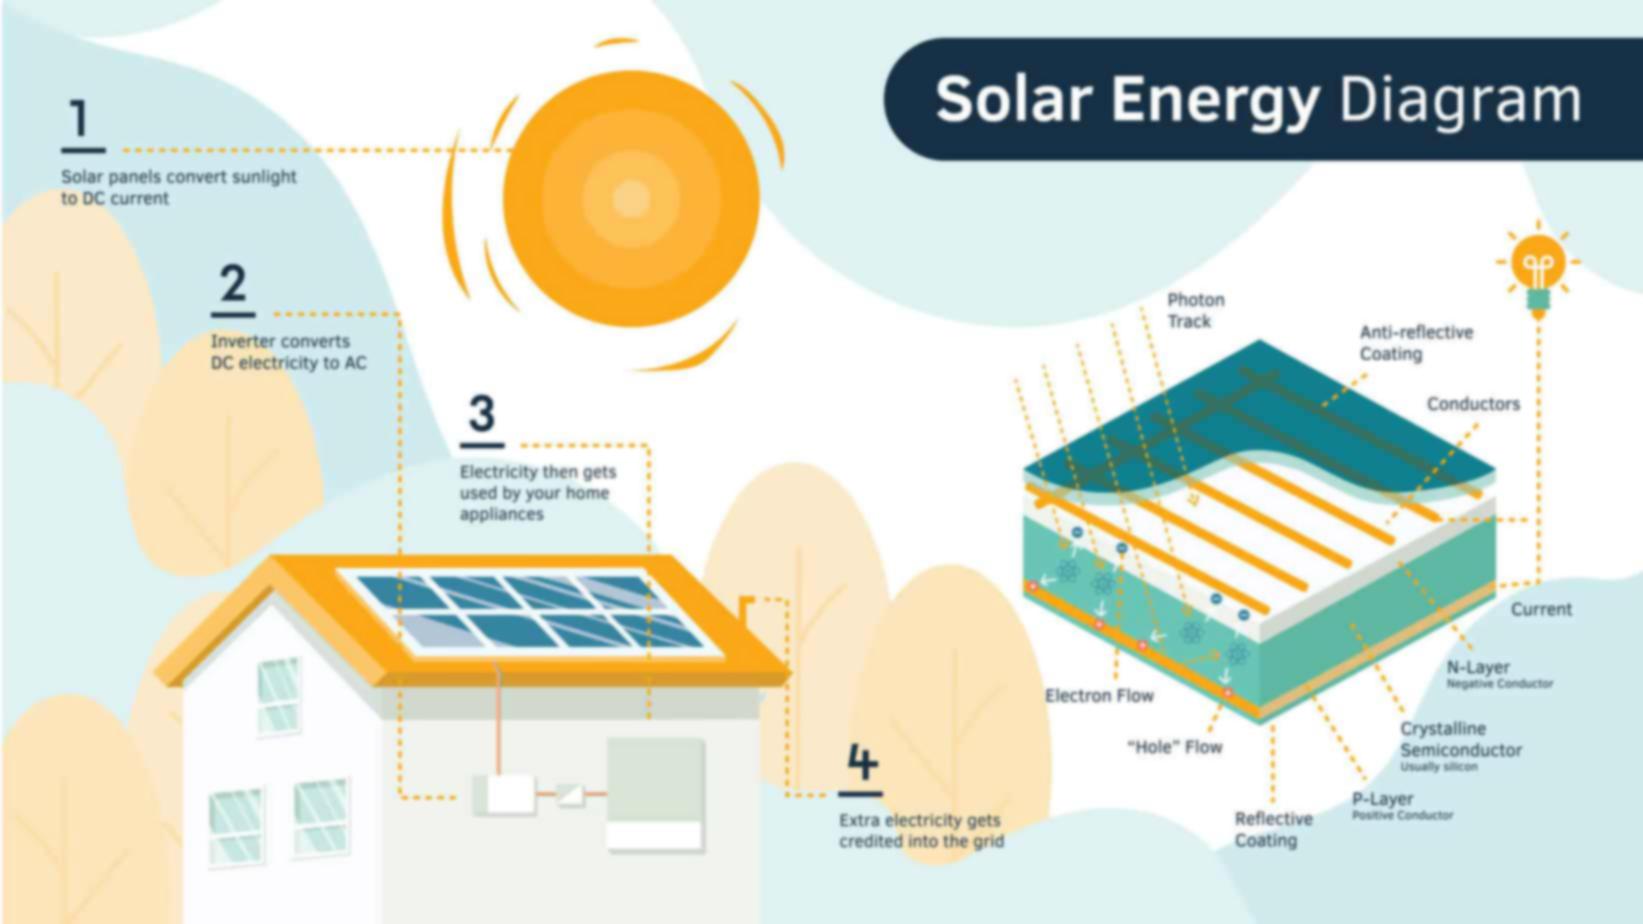 Solar Energy Diagram
1
Solar panels convert sunlight
to DC current
2
Inverter converts
DC electricity to AC
3
Electricity then gets
used by your home
appliances
4
Extra electricity gets
credited into the grid
Photon
Track
Anti-reflective
Coating
Conductors
Current
N-Layer
Negative Conductor
Crystalline
Semiconductor
Usually silicon
P-Layer
Positive Conductor
Reflective
Coating
"Hole" Flow
Electron Flow